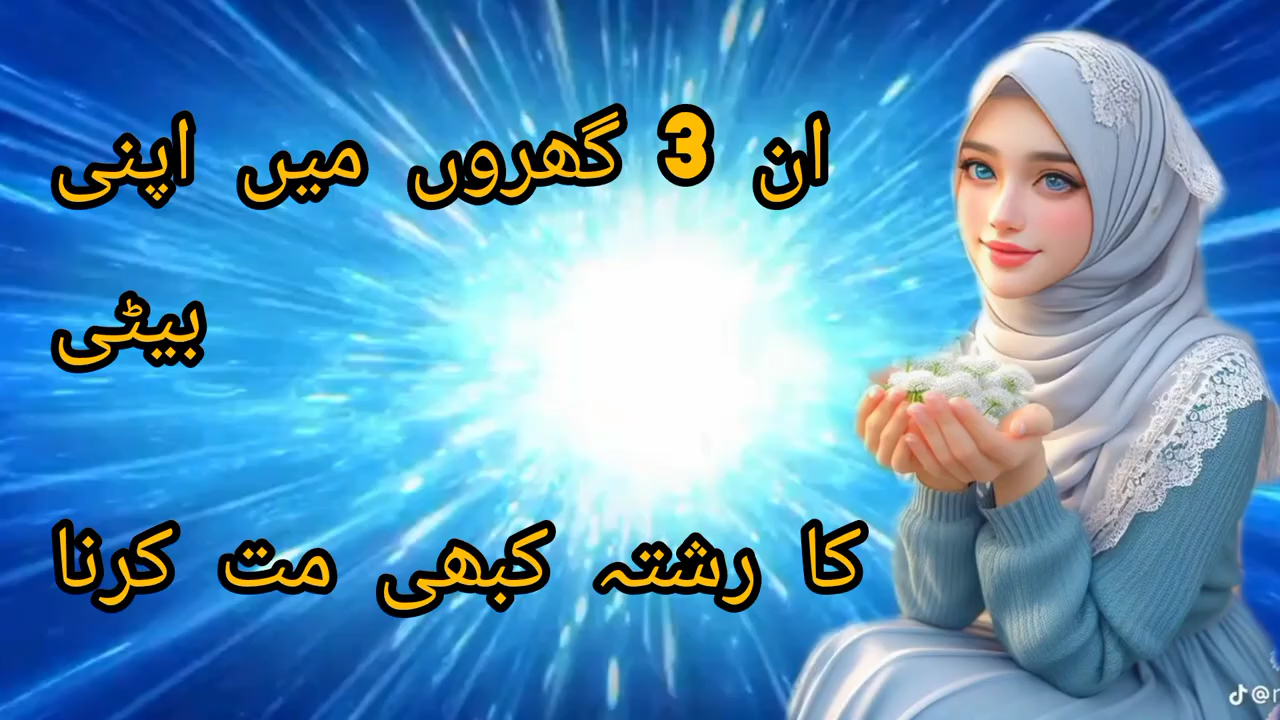 ان 3 گھروں میں اپنی
بیٹی
کا رشتہ کبھی مت کرنا